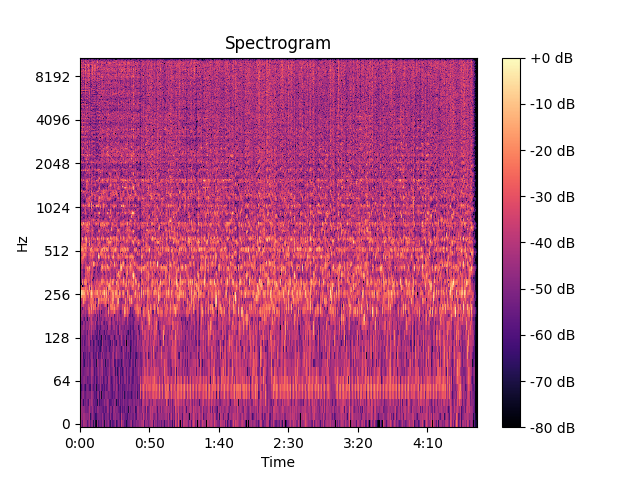 Spectrogram
8192
4096
2048
1024
512
256
128
64
0
Hz
0:00 0:50 1:40 2:30 3:20 4:10
Time
+0 dB
-10 dB
-20 dB
-30 dB
-40 dB
-50 dB
-60 dB
-70 dB
-80 dB